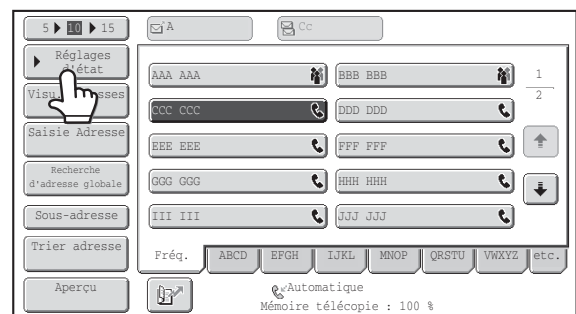 5 ▶ 10 ▶ 15
A
Cc
Réglages
d'état
Saisie Adresse
Recherche
d'adresse globale
Sous-adresse
Trier adresse
Aperçu
AAA AAA
BBB BBB
CCC CCC
DDD DDD
EEE EEE
FFF FFF
GGG GGG
HHH HHH
III III
JJJ JJJ
1
2
Fréq.
ABCD
EFGH
IJKL
MNOP
QRSTU
VWXYZ
etc.
Automatique
Mémoire télécopie : 100 %